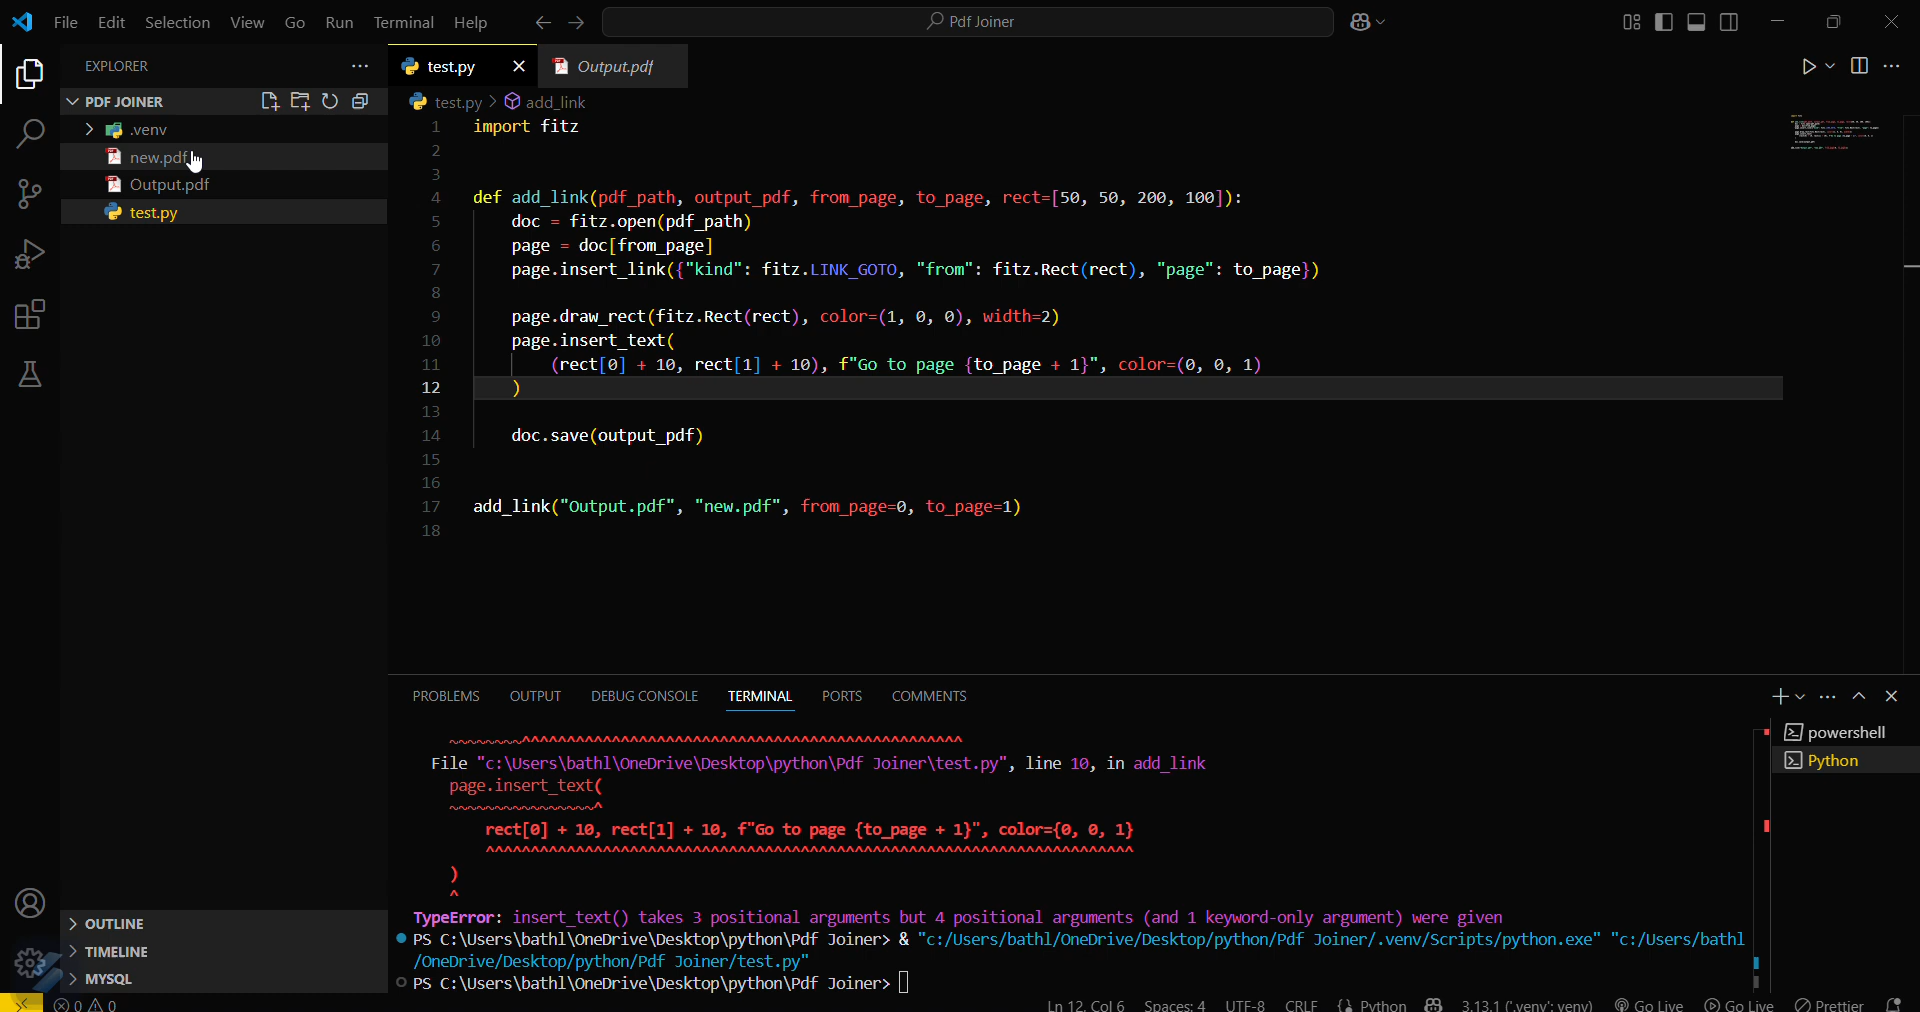 File Edit Selection View Go Run Terminal Help
Pdf Joiner
EXPLORER
PDF JOINER
.venv
new.pdf
Output.pdf
test.py
OUTLINE
TIMELINE
MYSQL
test.py
Output.pdf
test.py > add_link
1 import fitz
2
3
4 def add_link(pdf_path, output_pdf, from_page, to_page, rect=[50, 50, 200, 100]):
5 doc = fitz.open(pdf_path)
6 page = doc[from_page]
7 page.insert_link({"kind": fitz.LINK_GOTO, "from": fitz.Rect(rect), "page": to_page})
8
9 page.draw_rect(fitz.Rect(rect), color=(1, 0, 0), width=2)
10 page.insert_text(
11 (rect[0] + 10, rect[1] + 10), f"Go to page {to_page + 1}", color=(0, 0, 1)
12 )
13
14 doc.save(output_pdf)
15
16
17 add_link("Output.pdf", "new.pdf", from_page=0, to_page=1)
18
PROBLEMS OUTPUT DEBUG CONSOLE TERMINAL PORTS COMMENTS
powershell
Python
~~~~~~~~^^^^^^^^^^^^^^^^^^^^^^^^^^^^^^^^^^^^^^^^^^^^^^^^^
File "c:\Users\bathl\OneDrive\Desktop\python\Pdf Joiner\test.py", line 10, in add_link
page.insert_text(
~~~~~~~~~~~~~~~~^
rect[0] + 10, rect[1] + 10, f"Go to page {to_page + 1}", color={0, 0, 1}
^^^^^^^^^^^^^^^^^^^^^^^^^^^^^^^^^^^^^^^^^^^^^^^^^^^^^^^^^^^^^^^^^^^^^^^^
)
^
TypeError: insert_text() takes 3 positional arguments but 4 positional arguments (and 1 keyword-only argument) were given
PS C:\Users\bathl\OneDrive\Desktop\python\Pdf Joiner> & "c:/Users/bathl/OneDrive/Desktop/python/Pdf Joiner/.venv/Scripts/python.exe" "c:/Users/bathl
/OneDrive/Desktop/python/Pdf Joiner/test.py"
PS C:\Users\bathl\OneDrive\Desktop\python\Pdf Joiner>
0 0 Ln 12, Col 6 Spaces: 4 UTF-8 CRLF {} Python 3.13.1 ('.venv': venv) Go Live Go Live Prettier